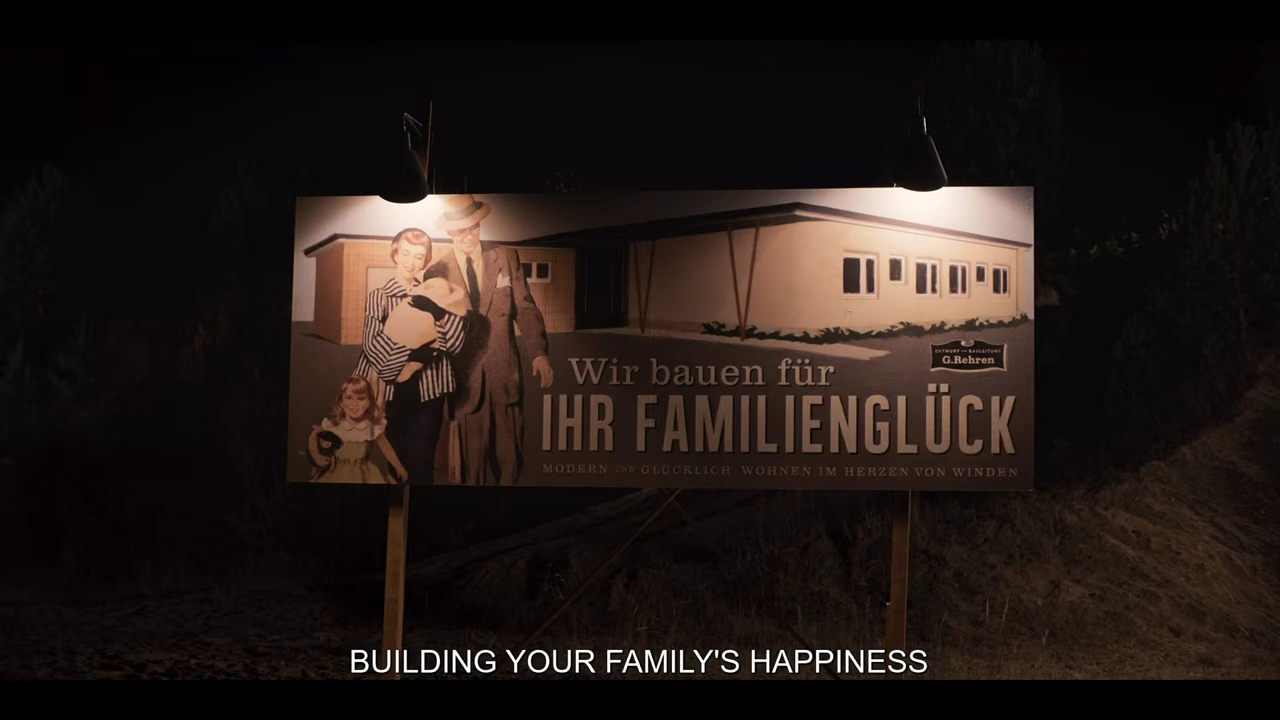 ENTWURF UND BAULEITUNG
G.Rehren
Wir bauen für
IHR FAMILIENGLÜCK
MODERN UND GLÜCKLICH WOHNEN IM HERZEN VON WINDEN
BUILDING YOUR FAMILY'S HAPPINESS